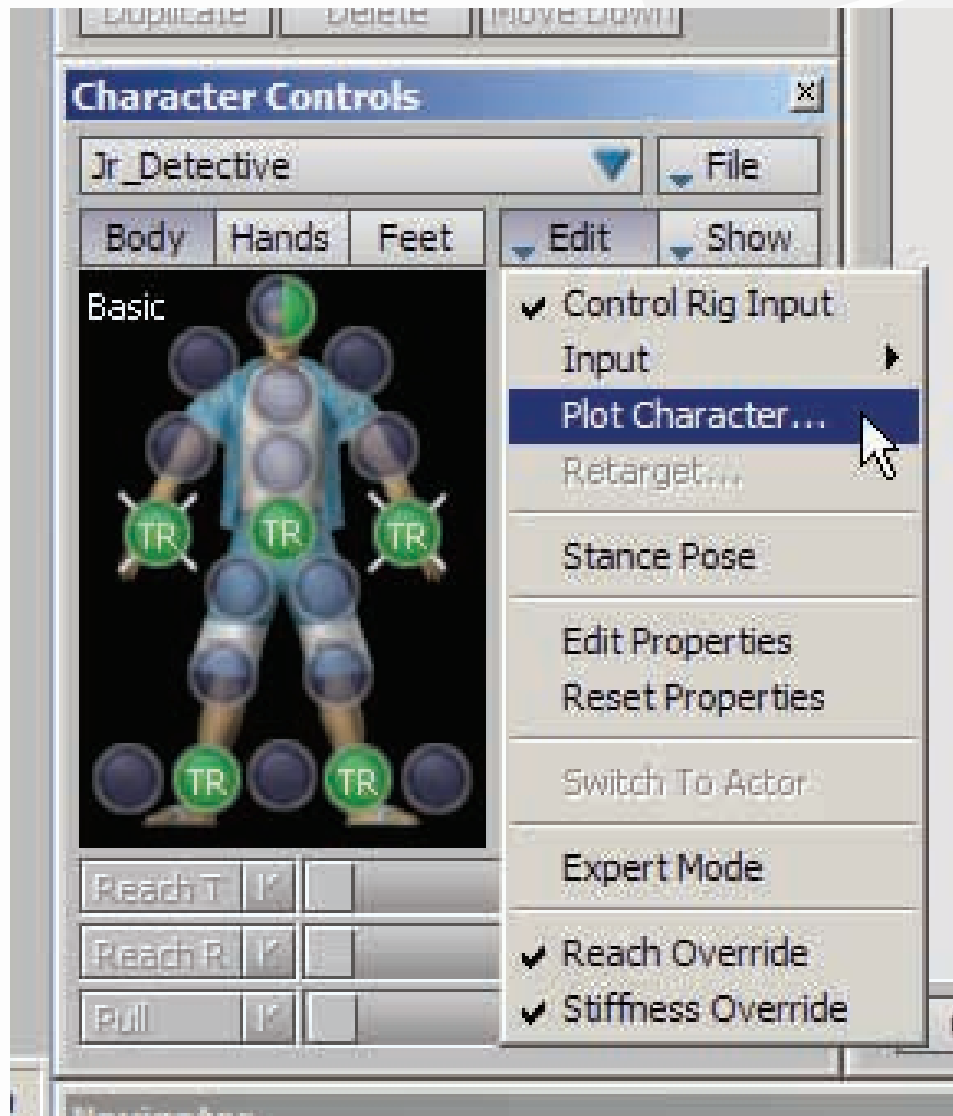 Duplicate Delete Move Down
Character Controls
Jr_Detective File
Body Hands Feet Edit Show
Basic
Control Rig Input
Input
Plot Character...
Retarget...
TR TR TR
Stance Pose
Edit Properties
Reset Properties
TR TR
Switch To Actor
Expert Mode
Reach T K
Reach R K
Reach Override
Pull K
Stiffness Override
Navigator